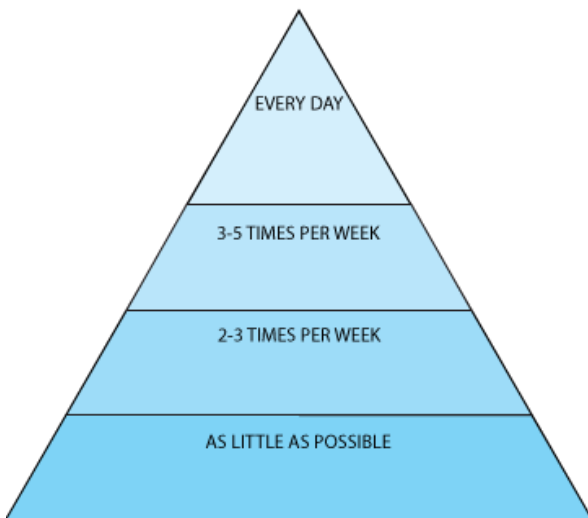 EVERY DAY
3-5 TIMES PER WEEK
2-3 TIMES PER WEEK
AS LITTLE AS POSSIBLE